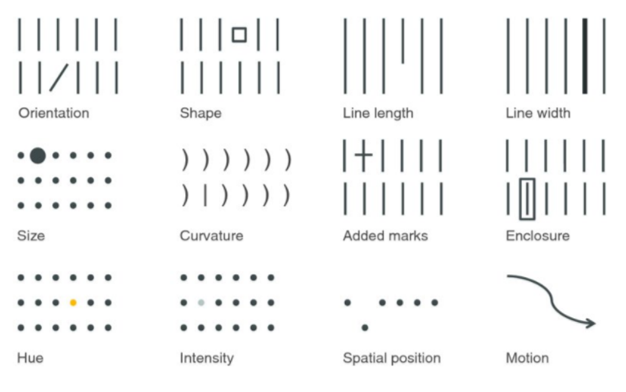 Orientation
Shape
Line length
Line width
Size
Curvature
Added marks
Enclosure
Hue
Intensity
Spatial position
Motion